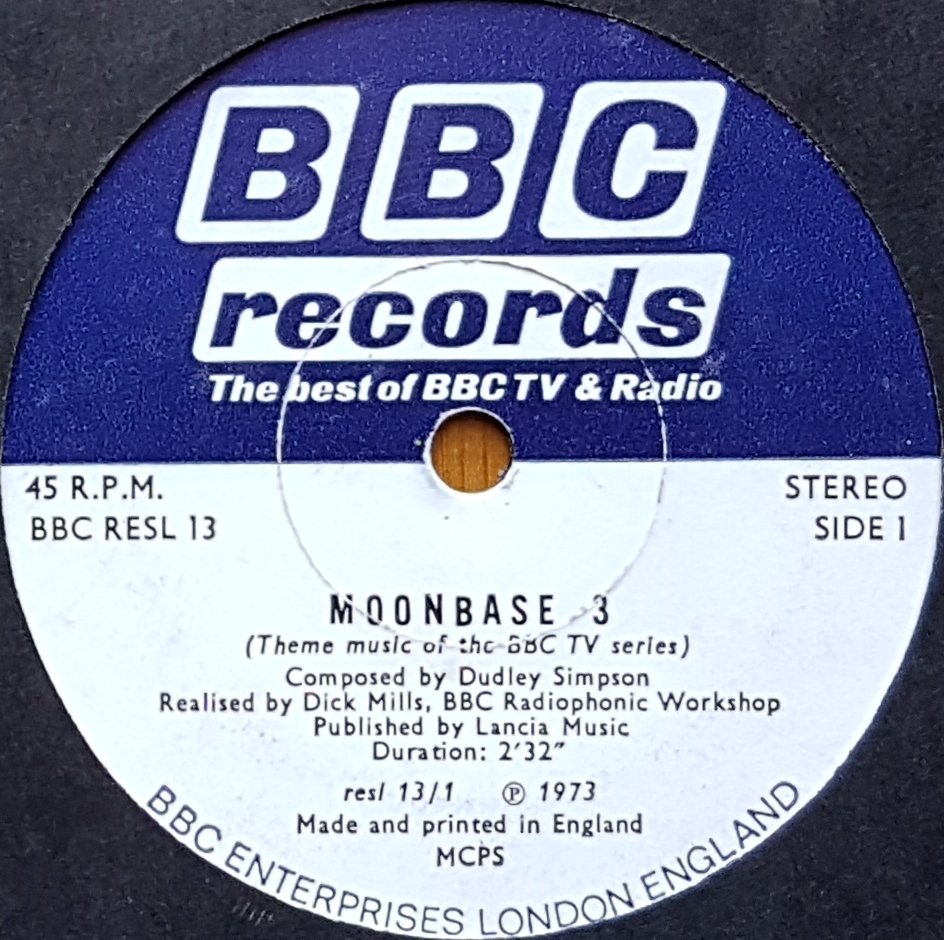 BBC
records
The best of BBC TV & Radio
45 R.P.M.
STEREO
BBC RESL 13
SIDE 1
MOONBASE 3
(Theme music of the BBC TV series)
Composed by Dudley Simpson
Realised by Dick Mills, BBC Radiophonic Workshop
Published by Lancia Music
Duration: 2'32"
resl 13/1 ℗ 1973
Made and printed in England
MCPS
BBC ENTERPRISES LONDON ENGLAND